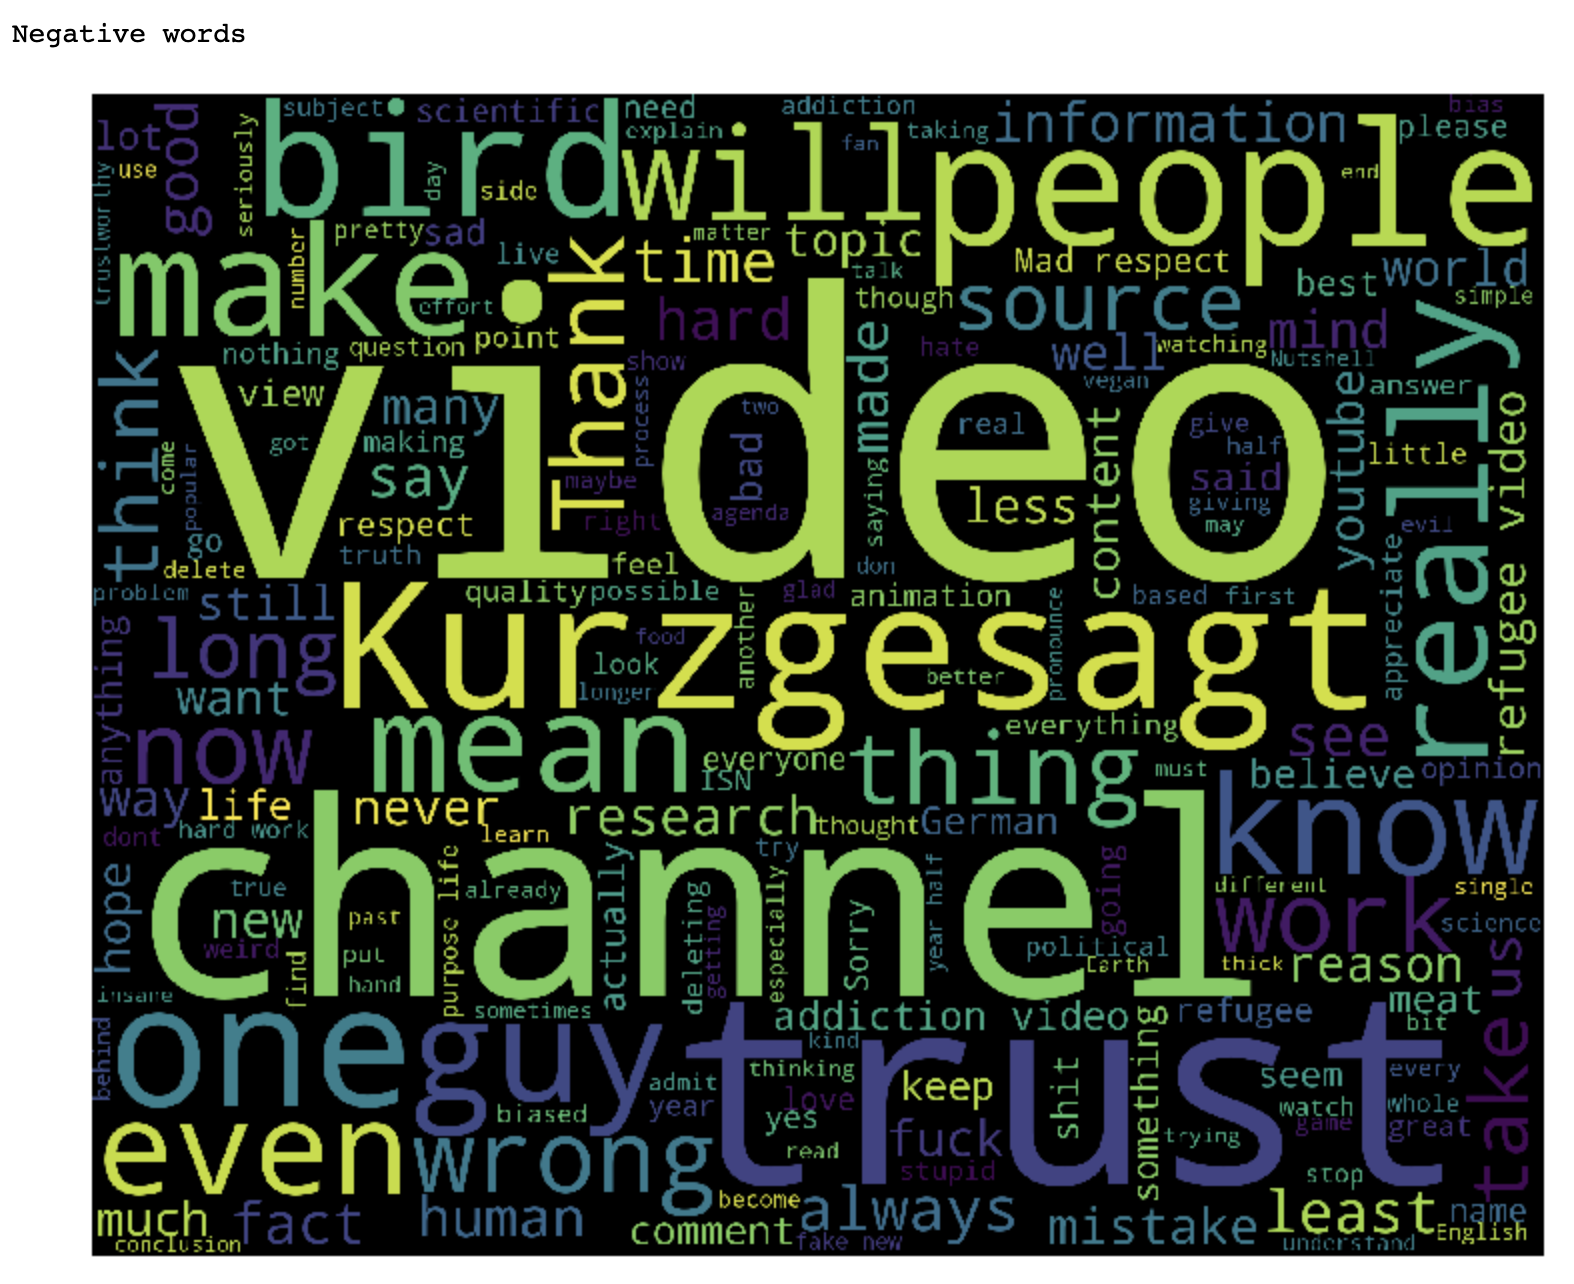 Negative words
subject scientific need addiction bias
lot good seriously bird explain fan taking information please
use trustworthy day side will people end
number pretty sad live matter topic Mad respect world
make effort time talk though best simple
point Thank hard source mind really
nothing question show made hate well watching Nutshell
think view many process two vegan answer
come popular got making say maybe bad saying real content give half youtube little
video less said giving may
go respect right agenda evil refugee video
delete truth feel don
problem still quality possible glad animation based first appreciate
anything long Kurzgesagt food another pronounce
want look longer better
now mean everyone everything see
ISN thing must believe opinion
way life never research thought German know
dont hard work learn try
hope true channel purpose life already actually deleting getting especially Sorry year half going different single
new past political work science
weird find put Earth thick reason
insane hand sometimes addiction video something refugee meat us
behind one guy trust kind bit
admit thinking keep shit seem every
biased year love yes watch whole take
even wrong read fuck trying game great
stupid stop
much fact human become always mistake least name
conclusion comment fake new understand English